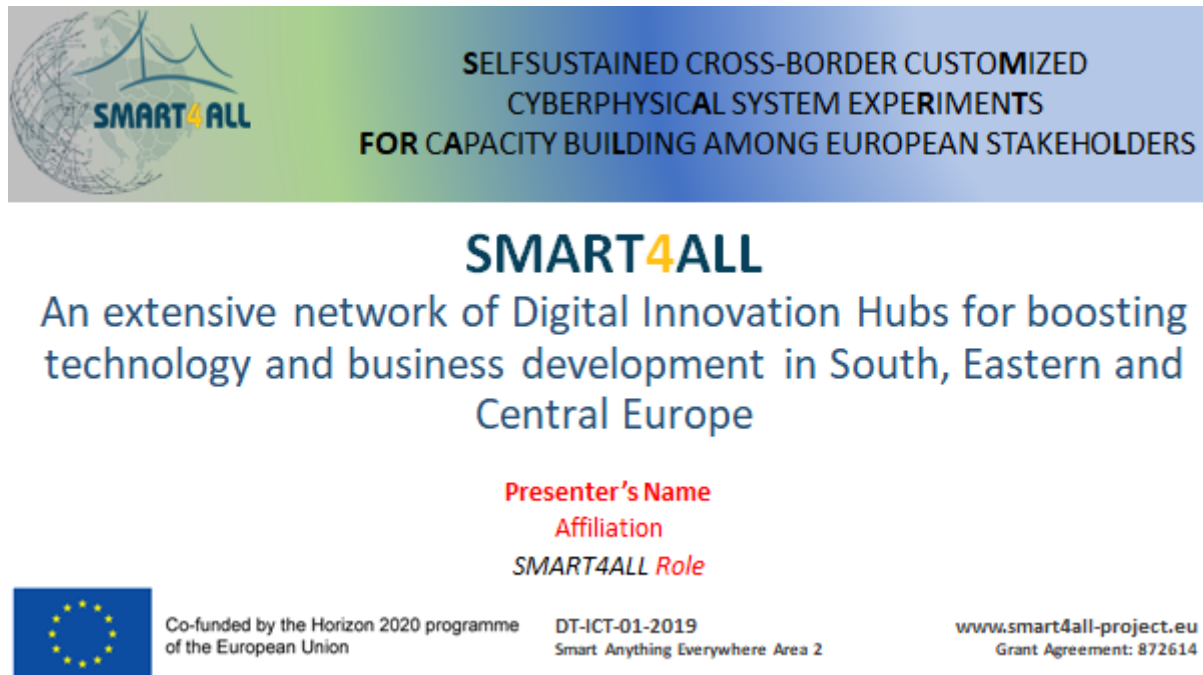 SMART4ALL
SELFSUSTAINED CROSS-BORDER CUSTOMIZED
CYBERPHYSICAL SYSTEM EXPERIMENTS
FOR CAPACITY BUILDING AMONG EUROPEAN STAKEHOLDERS
SMART4ALL
An extensive network of Digital Innovation Hubs for boosting
technology and business development in South, Eastern and
Central Europe
Presenter's Name
Affiliation
SMART4ALL Role
Co-funded by the Horizon 2020 programme
of the European Union
DT-ICT-01-2019
Smart Anything Everywhere Area 2
www.smart4all-project.eu
Grant Agreement: 872614